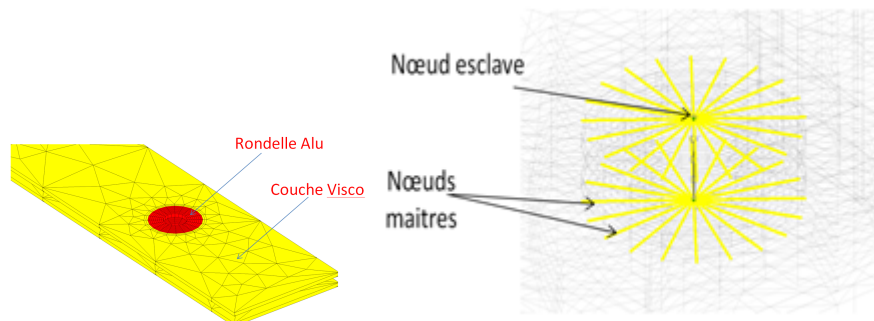 Rondelle Alu
Couche Visco
Nœud esclave
Nœuds
maitres